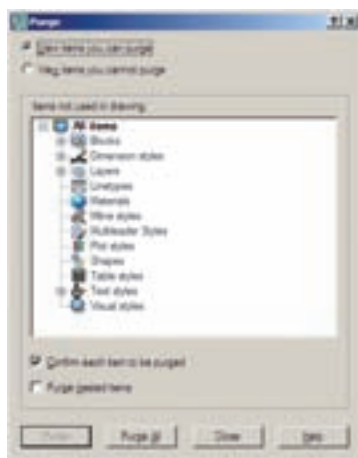 Purge
View items you can purge
View items you cannot purge
Items not used in drawing
All items
Blocks
Dimension styles
Layers
Linetypes
Materials
Mline styles
Multileader Styles
Plot styles
Shapes
Table styles
Text styles
Visual styles
Confirm each item to be purged
Purge nested items
Purge
Purge All
Close
Help